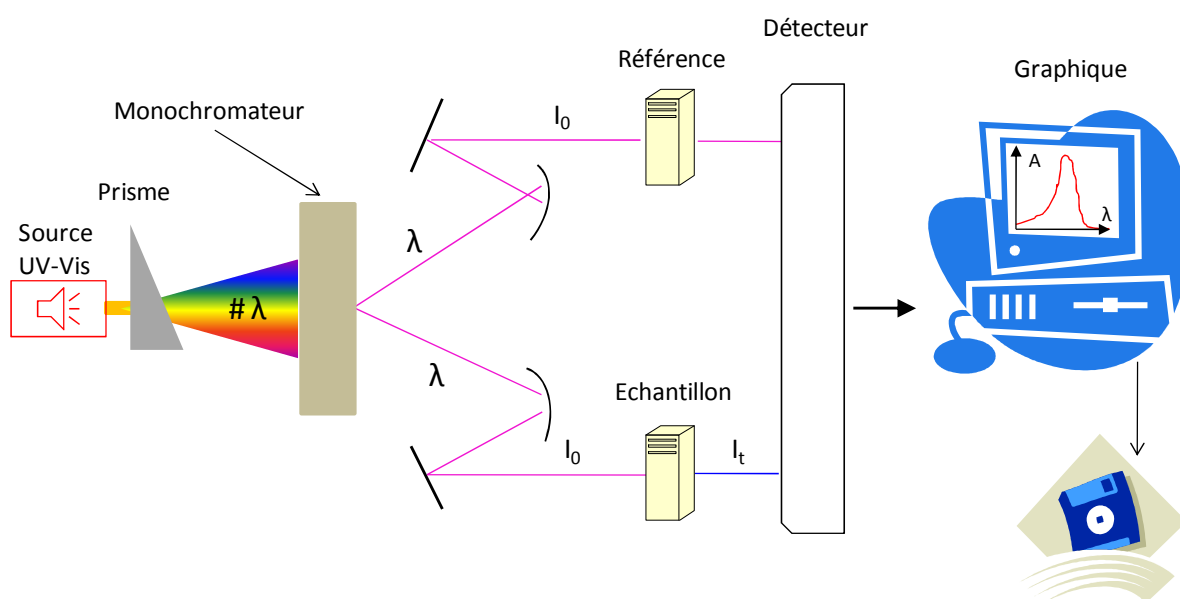 Détecteur
Référence
Graphique
Monochromateur
I₀
A
λ
Prisme
Source
UV-Vis
λ
# λ
λ
Echantillon
I₀
Iₜ